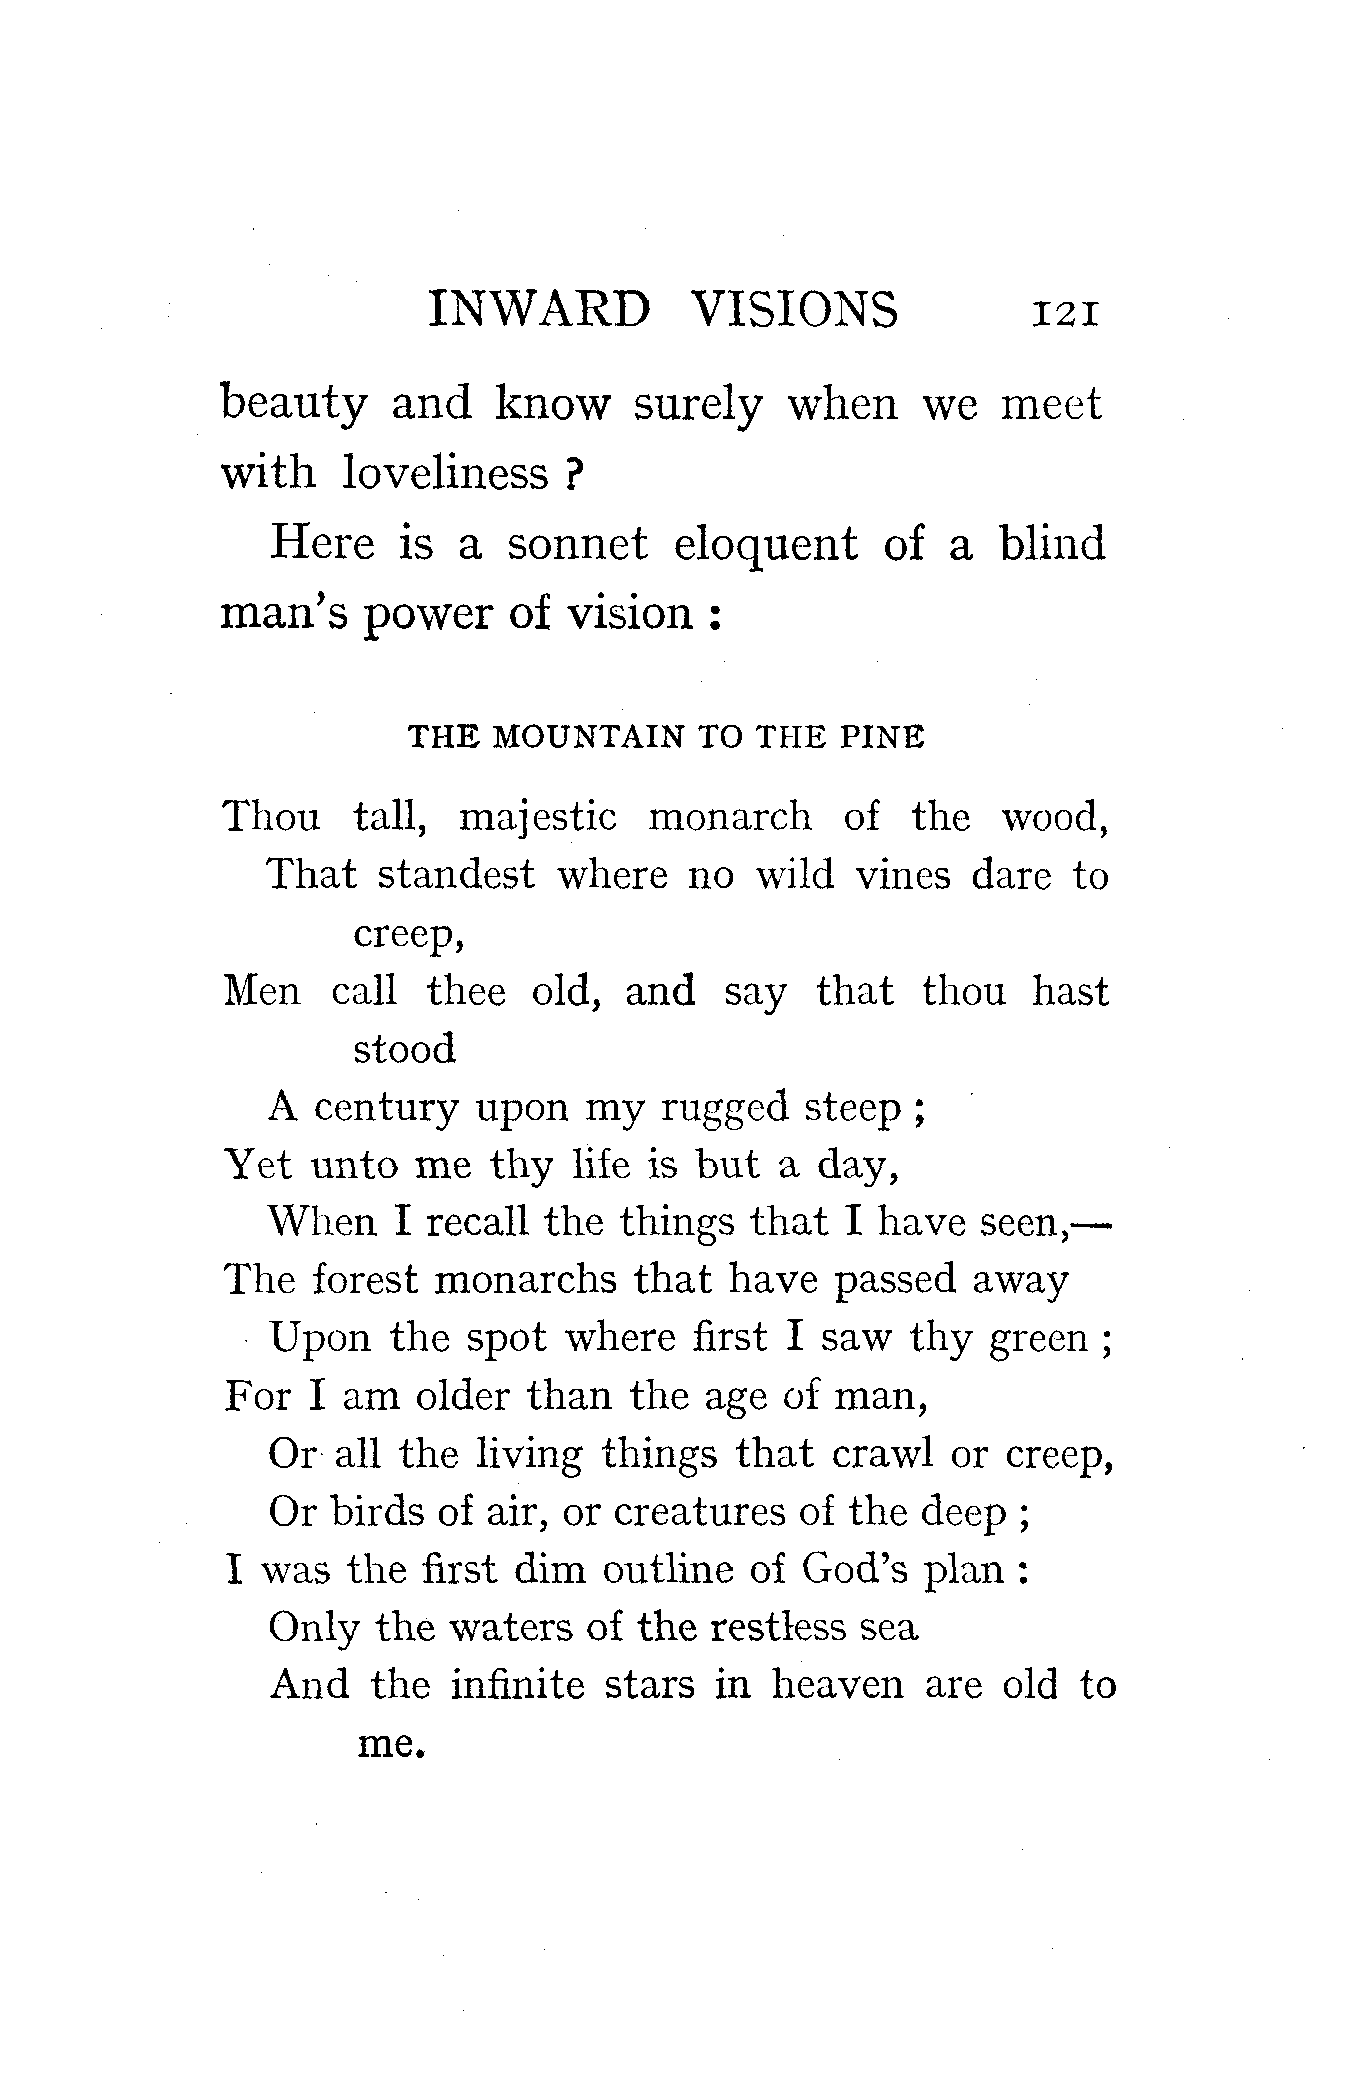 INWARD VISIONS 121
beauty and know surely when we meet
with loveliness ?
Here is a sonnet eloquent of a blind
man's power of vision :
THE MOUNTAIN TO THE PINE
Thou tall, majestic monarch of the wood,
That standest where no wild vines dare to
creep,
Men call thee old, and say that thou hast
stood
A century upon my rugged steep ;
Yet unto me thy life is but a day,
When I recall the things that I have seen,—
The forest monarchs that have passed away
Upon the spot where first I saw thy green ;
For I am older than the age of man,
Or all the living things that crawl or creep,
Or birds of air, or creatures of the deep ;
I was the first dim outline of God's plan :
Only the waters of the restless sea
And the infinite stars in heaven are old to
me.